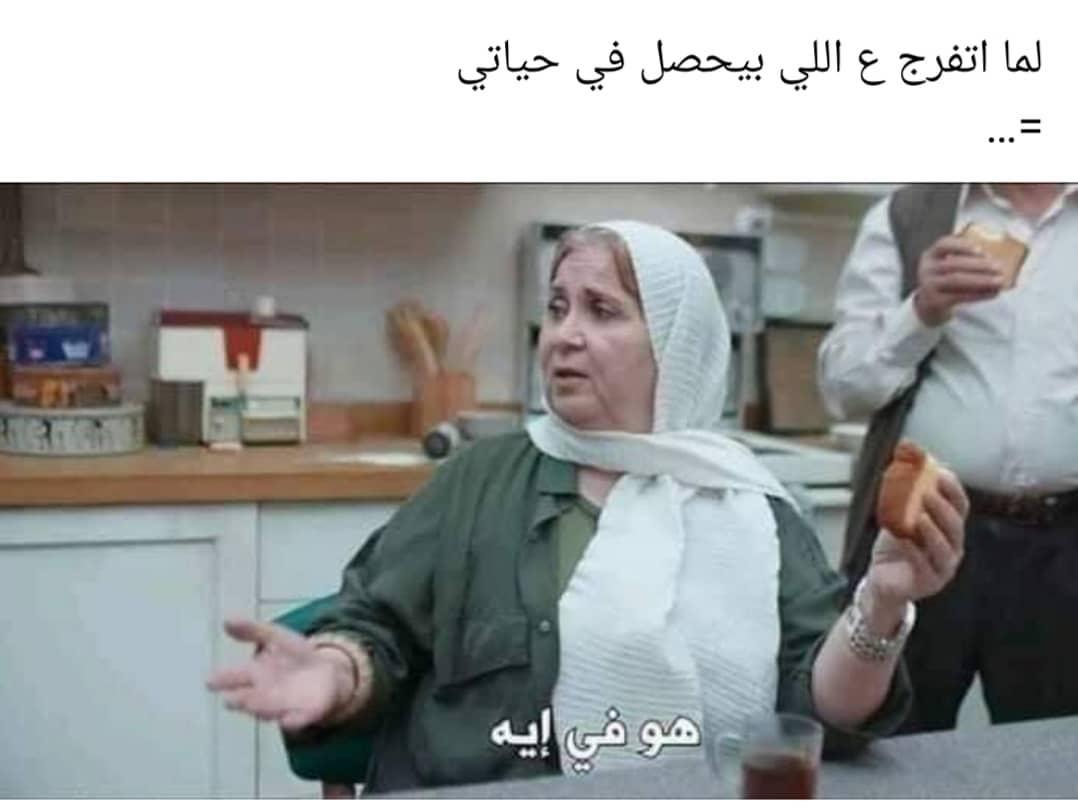 لما اتفرج ع اللي بيحصل في حياتي
=...
هو في إيه